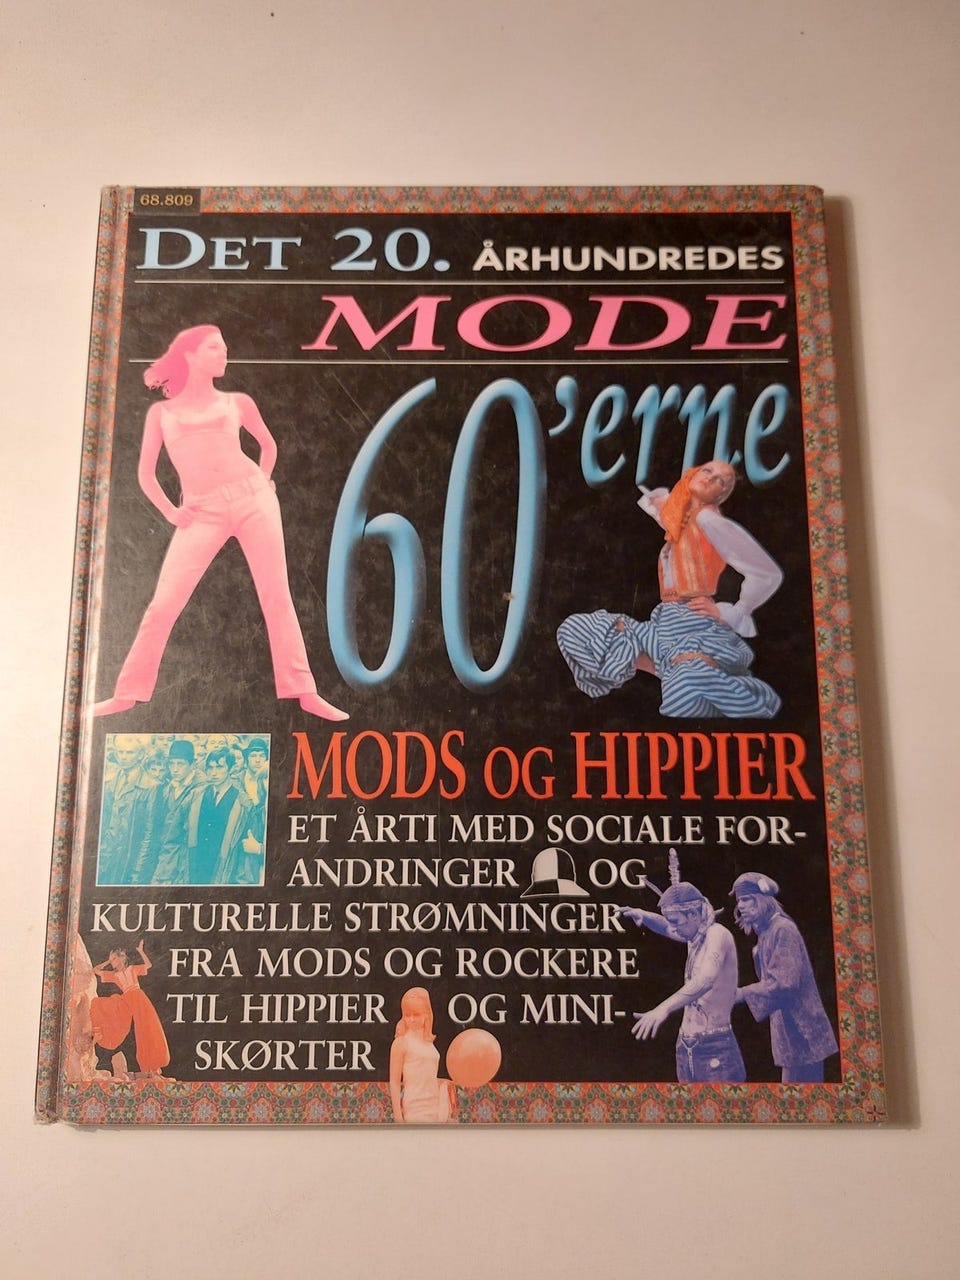 68.809
DET 20. ÅRHUNDREDES
MODE
60'erne
MODS OG HIPPIER
ET ÅRTI MED SOCIALE FOR-
ANDRINGER OG
KULTURELLE STRØMNINGER
FRA MODS OG ROCKERE
TIL HIPPIER OG MINI-
SKØRTER